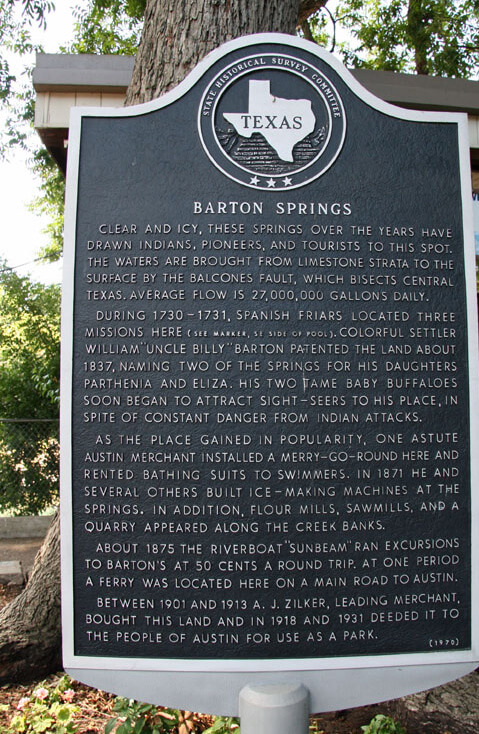 STATE HISTORICAL SURVEY COMMITTEE
TEXAS
BARTON SPRINGS
CLEAR AND ICY, THESE SPRINGS OVER THE YEARS HAVE
DRAWN INDIANS, PIONEERS, AND TOURISTS TO THIS SPOT.
THE WATERS ARE BROUGHT FROM LIMESTONE STRATA TO THE
SURFACE BY THE BALCONES FAULT, WHICH BISECTS CENTRAL
TEXAS. AVERAGE FLOW IS 27,000,000 GALLONS DAILY.
DURING 1730-1731, SPANISH FRIARS LOCATED THREE
MISSIONS HERE (SEE MARKER, SE SIDE OF POOL). COLORFUL SETTLER
WILLIAM "UNCLE BILLY" BARTON PATENTED THE LAND ABOUT
1837, NAMING TWO OF THE SPRINGS FOR HIS DAUGHTERS
PARTHENIA AND ELIZA. HIS TWO TAME BABY BUFFALOES
SOON BEGAN TO ATTRACT SIGHT-SEERS TO HIS PLACE, IN
SPITE OF CONSTANT DANGER FROM INDIAN ATTACKS.
AS THE PLACE GAINED IN POPULARITY, ONE ASTUTE
AUSTIN MERCHANT INSTALLED A MERRY-GO-ROUND HERE AND
RENTED BATHING SUITS TO SWIMMERS. IN 1871 HE AND
SEVERAL OTHERS BUILT ICE-MAKING MACHINES AT THE
SPRINGS. IN ADDITION, FLOUR MILLS, SAWMILLS, AND A
QUARRY APPEARED ALONG THE CREEK BANKS.
ABOUT 1875 THE RIVERBOAT "SUNBEAM" RAN EXCURSIONS
TO BARTON'S AT 50 CENTS A ROUND TRIP. AT ONE PERIOD
A FERRY WAS LOCATED HERE ON A MAIN ROAD TO AUSTIN.
BETWEEN 1901 AND 1913 A. J. ZILKER, LEADING MERCHANT,
BOUGHT THIS LAND AND IN 1918 AND 1931 DEEDED IT TO
THE PEOPLE OF AUSTIN FOR USE AS A PARK.
(1970)